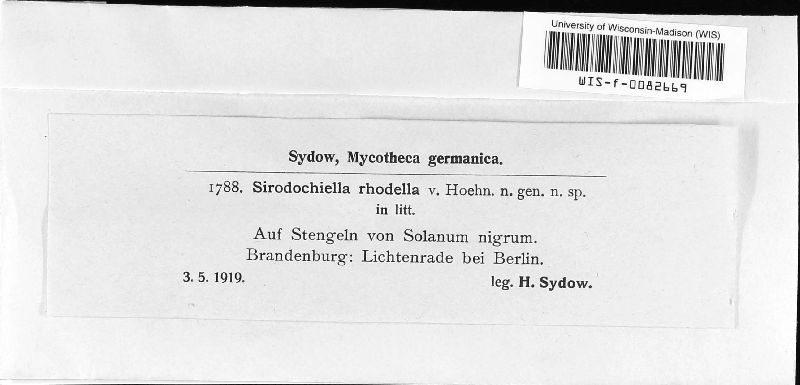 University of Wisconsin-Madison (WIS)
WIS-f-0082669
Sydow, Mycotheca germanica.
1788. Sirodochiella rhodella v. Hoehn. n. gen. n. sp.
in litt.
Auf Stengeln von Solanum nigrum.
Brandenburg: Lichtenrade bei Berlin.
3. 5. 1919. leg. H. Sydow.